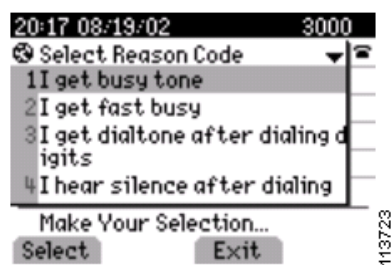 20:17 08/19/02 3000
Select Reason Code
1 I get busy tone
2 I get fast busy
3 I get dialtone after dialing d
igits
4 I hear silence after dialing
Make Your Selection...
Select Exit
113723